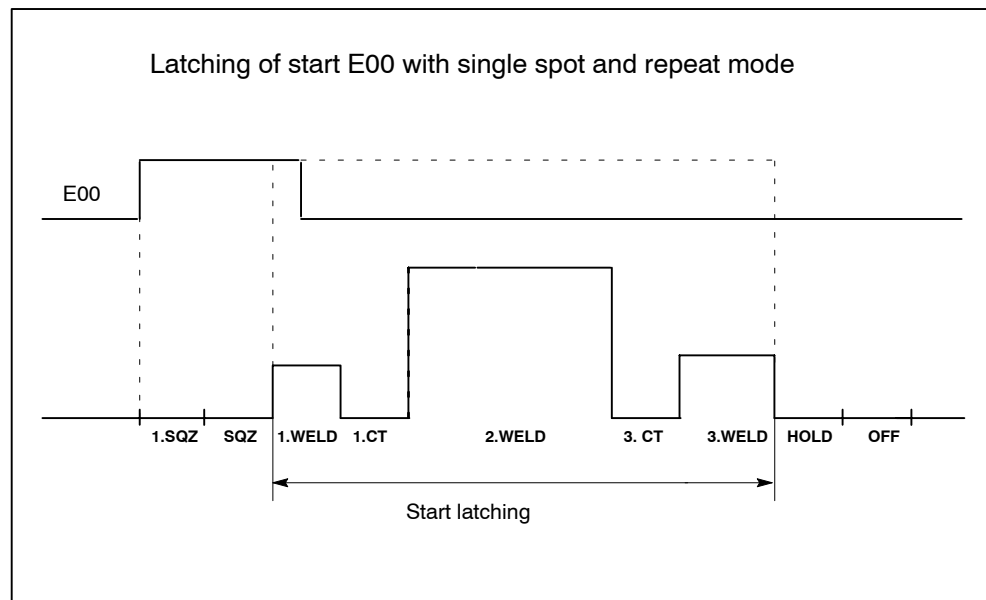 Latching of start E00 with single spot and repeat mode
E00
1.SQZ SQZ 1.WELD 1.CT 2.WELD 3. CT 3.WELD HOLD OFF
Start latching